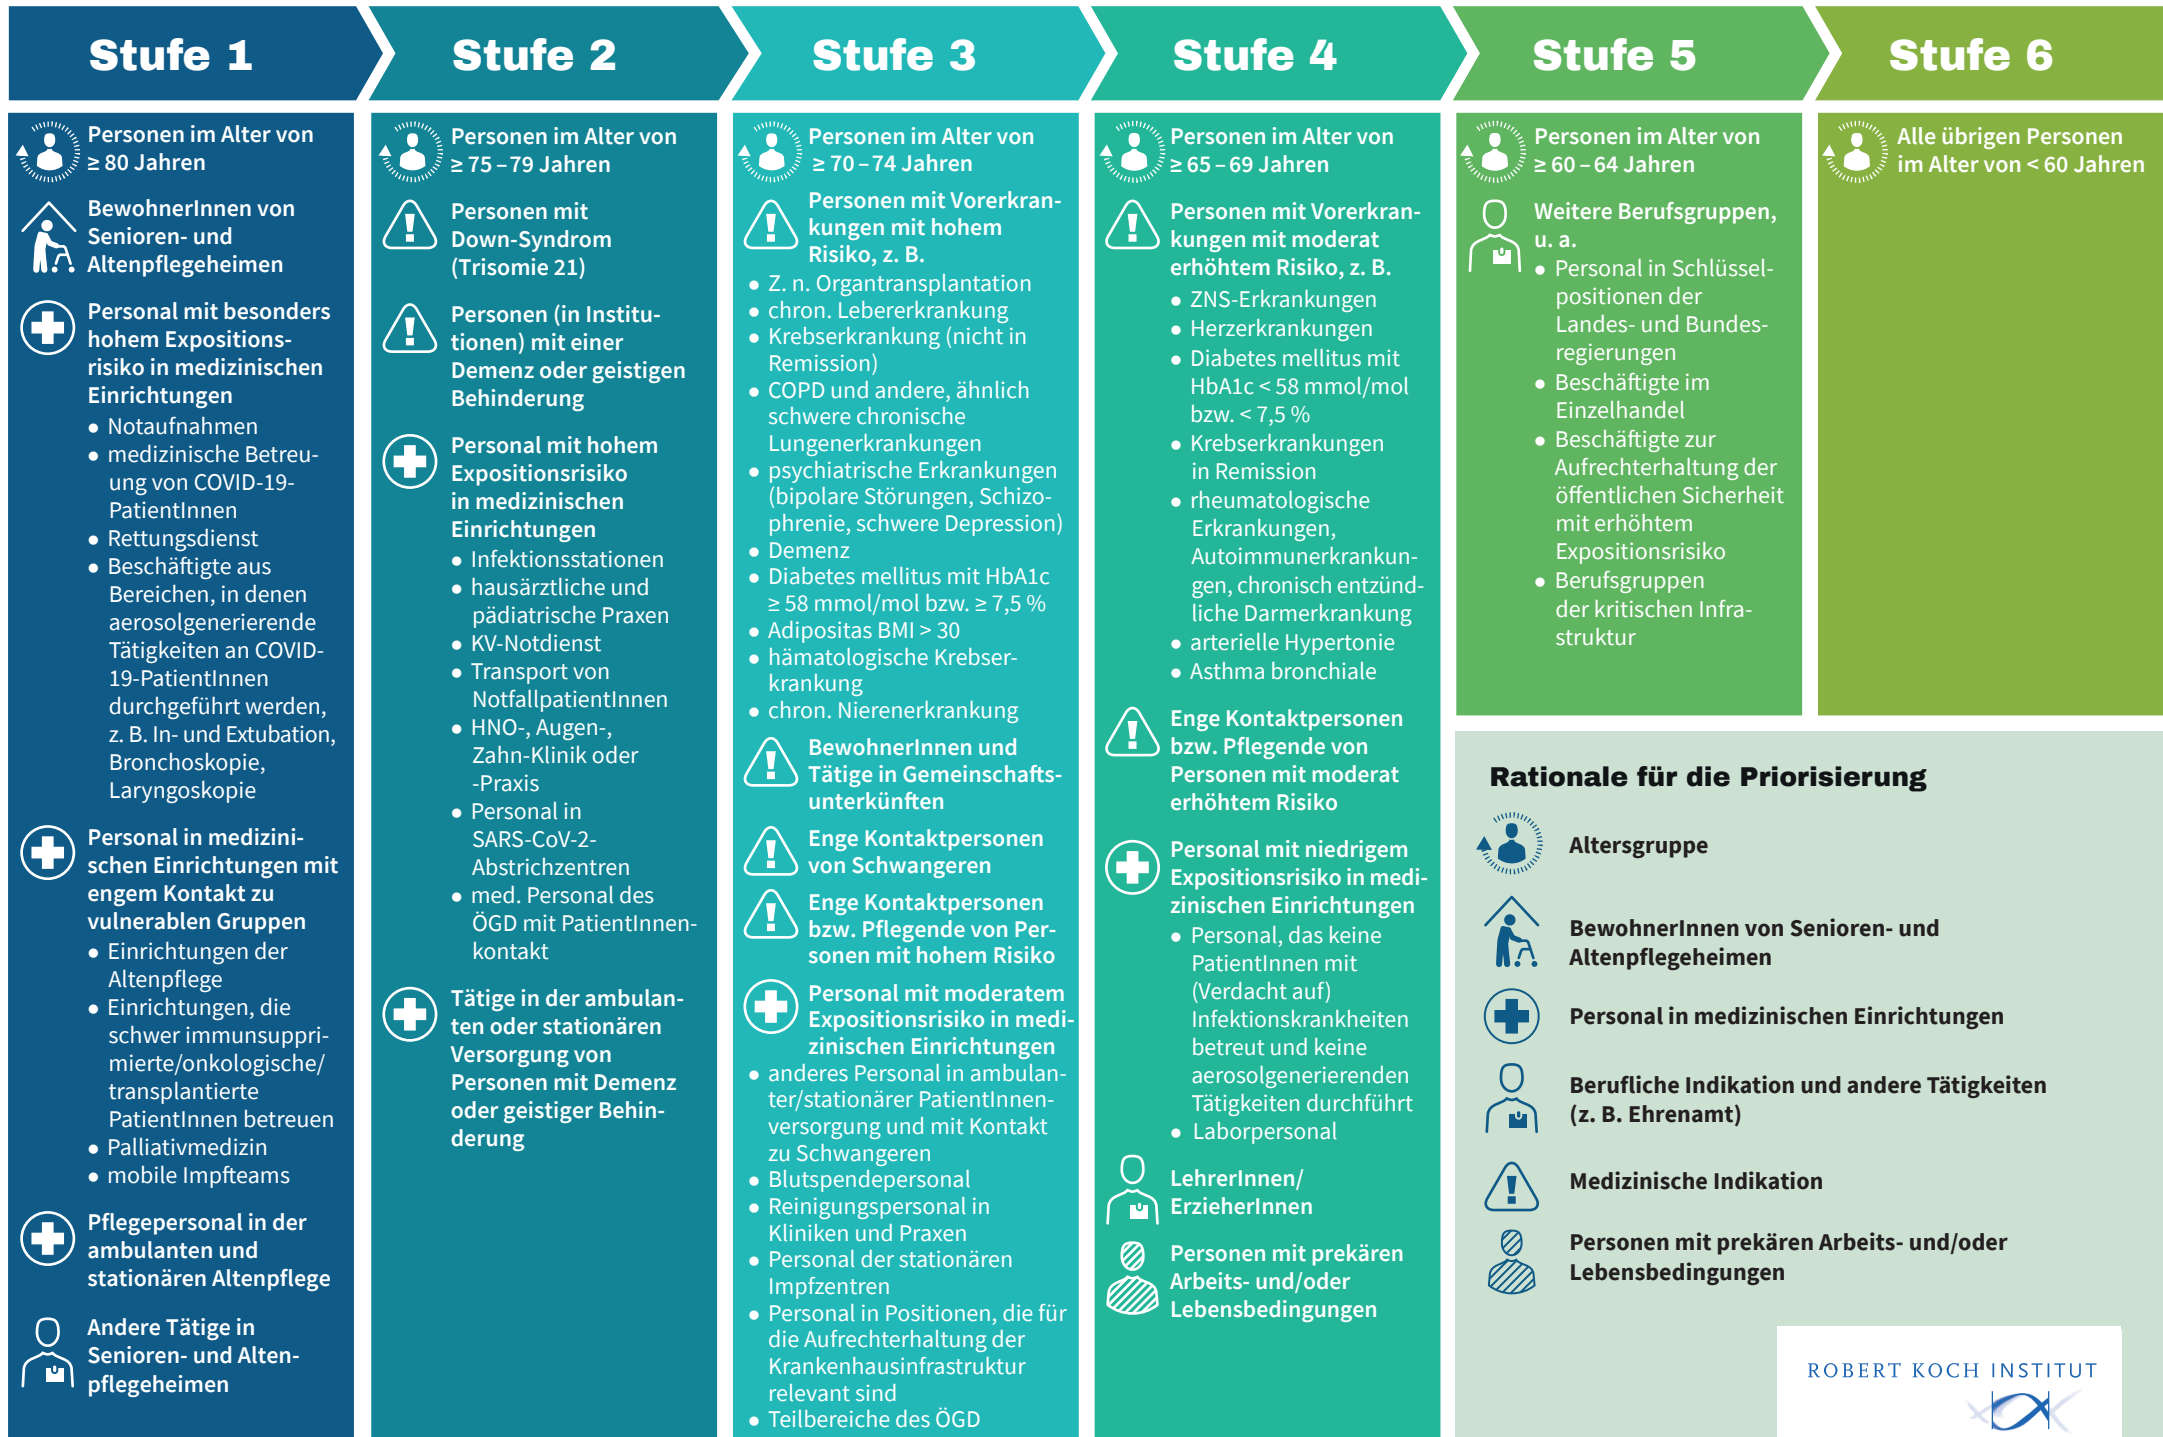 Stufe 1
Personen im Alter von
≥ 80 Jahren
BewohnerInnen von
Senioren- und
Altenpflegeheimen
Personal mit besonders
hohem Expositions-
risiko in medizinischen
Einrichtungen
● Notaufnahmen
● medizinische Betreu-
ung von COVID-19-
PatientInnen
● Rettungsdienst
● Beschäftigte aus
Bereichen, in denen
aerosolgenerierende
Tätigkeiten an COVID-
19-PatientInnen
durchgeführt werden,
z. B. In- und Extubation,
Bronchoskopie,
Laryngoskopie
Personal in medizini-
schen Einrichtungen mit
engem Kontakt zu
vulnerablen Gruppen
● Einrichtungen der
Altenpflege
● Einrichtungen, die
schwer immunsuppri-
mierte/onkologische/
transplantierte
PatientInnen betreuen
● Palliativmedizin
● mobile Impfteams
Pflegepersonal in der
ambulanten und
stationären Altenpflege
Andere Tätige in
Senioren- und Alten-
pflegeheimen
Stufe 2
Personen im Alter von
≥ 75 – 79 Jahren
Personen mit
Down-Syndrom
(Trisomie 21)
Personen (in Institu-
tionen) mit einer
Demenz oder geistigen
Behinderung
Personal mit hohem
Expositionsrisiko
in medizinischen
Einrichtungen
● Infektionsstationen
● hausärztliche und
pädiatrische Praxen
● KV-Notdienst
● Transport von
NotfallpatientInnen
● HNO-, Augen-,
Zahn-Klinik oder
-Praxis
● Personal in
SARS-CoV-2-
Abstrichzentren
● med. Personal des
ÖGD mit PatientInnen-
kontakt
Tätige in der ambulan-
ten oder stationären
Versorgung von
Personen mit Demenz
oder geistiger Behin-
derung
Stufe 3
Personen im Alter von
≥ 70 – 74 Jahren
Personen mit Vorerkran-
kungen mit hohem
Risiko, z. B.
● Z. n. Organtransplantation
● chron. Lebererkrankung
● Krebserkrankung (nicht in
Remission)
● COPD und andere, ähnlich
schwere chronische
Lungenerkrankungen
● psychiatrische Erkrankungen
(bipolare Störungen, Schizo-
phrenie, schwere Depression)
● Demenz
● Diabetes mellitus mit HbA1c
≥ 58 mmol/mol bzw. ≥ 7,5 %
● Adipositas BMI > 30
● hämatologische Krebser-
krankung
● chron. Nierenerkrankung
BewohnerInnen und
Tätige in Gemeinschafts-
unterkünften
Enge Kontaktpersonen
von Schwangeren
Enge Kontaktpersonen
bzw. Pflegende von Per-
sonen mit hohem Risiko
Personal mit moderatem
Expositionsrisiko in medi-
zinischen Einrichtungen
● anderes Personal in ambulan-
ter/stationärer PatientInnen-
versorgung und mit Kontakt
zu Schwangeren
● Blutspendepersonal
● Reinigungspersonal in
Kliniken und Praxen
● Personal der stationären
Impfzentren
● Personal in Positionen, die für
die Aufrechterhaltung der
Krankenhausinfrastruktur
relevant sind
● Teilbereiche des ÖGD
Stufe 4
Personen im Alter von
≥ 65 – 69 Jahren
Personen mit Vorerkran-
kungen mit moderat
erhöhtem Risiko, z. B.
● ZNS-Erkrankungen
● Herzerkrankungen
● Diabetes mellitus mit
HbA1c < 58 mmol/mol
bzw. < 7,5 %
● Krebserkrankungen
in Remission
● rheumatologische
Erkrankungen,
Autoimmunerkrankun-
gen, chronisch entzünd-
liche Darmerkrankung
● arterielle Hypertonie
● Asthma bronchiale
Enge Kontaktpersonen
bzw. Pflegende von
Personen mit moderat
erhöhtem Risiko
Personal mit niedrigem
Expositionsrisiko in medi-
zinischen Einrichtungen
● Personal, das keine
PatientInnen mit
(Verdacht auf)
Infektionskrankheiten
betreut und keine
aerosolgenerierenden
Tätigkeiten durchführt
● Laborpersonal
LehrerInnen/
ErzieherInnen
Personen mit prekären
Arbeits- und/oder
Lebensbedingungen
Stufe 5
Personen im Alter von
≥ 60 – 64 Jahren
Weitere Berufsgruppen,
u. a.
● Personal in Schlüssel-
positionen der
Landes- und Bundes-
regierungen
● Beschäftigte im
Einzelhandel
● Beschäftigte zur
Aufrechterhaltung der
öffentlichen Sicherheit
mit erhöhtem
Expositionsrisiko
● Berufsgruppen
der kritischen Infra-
struktur
Stufe 6
Alle übrigen Personen
im Alter von < 60 Jahren
Rationale für die Priorisierung
Altersgruppe
BewohnerInnen von Senioren- und
Altenpflegeheimen
Personal in medizinischen Einrichtungen
Berufliche Indikation und andere Tätigkeiten
(z. B. Ehrenamt)
Medizinische Indikation
Personen mit prekären Arbeits- und/oder
Lebensbedingungen
ROBERT KOCH INSTITUT